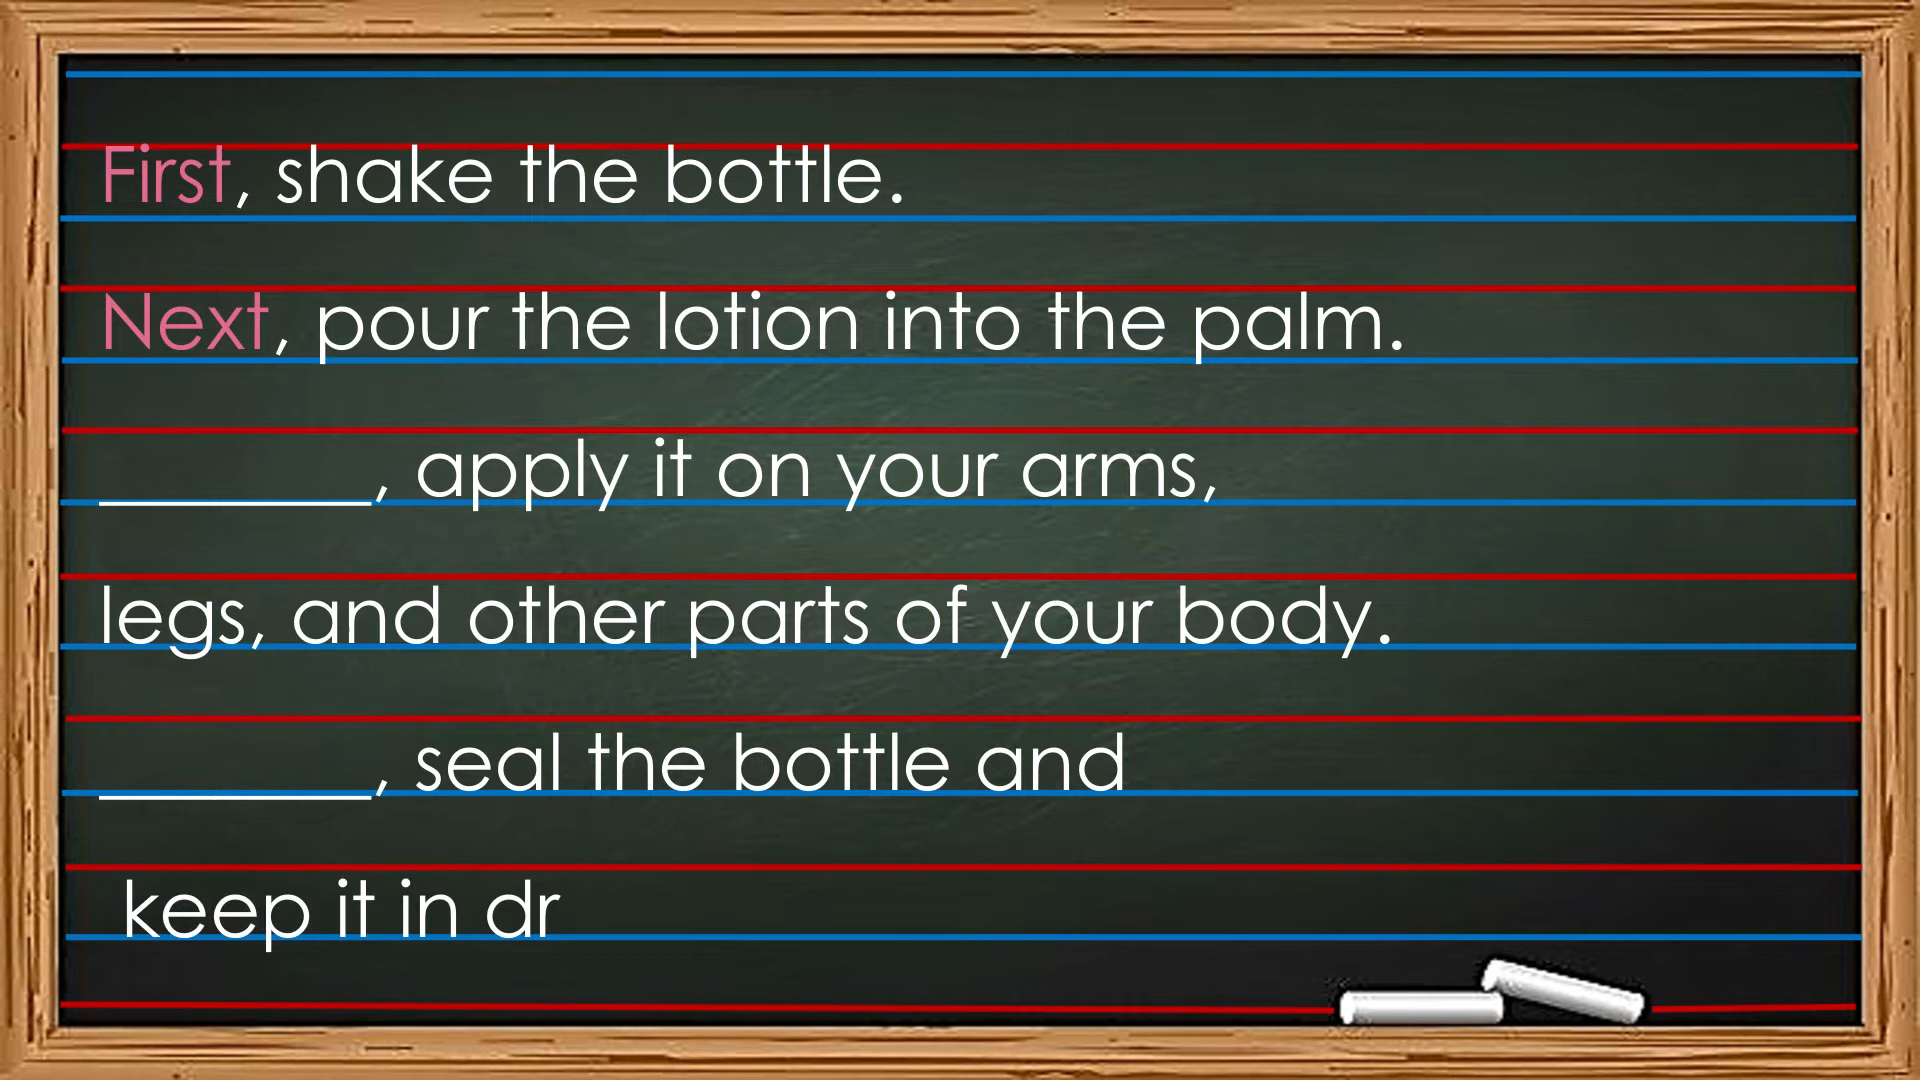 First, shake the bottle.
Next, pour the lotion into the palm.
_______, apply it on your arms,
legs, and other parts of your body.
_______, seal the bottle and
keep it in dr